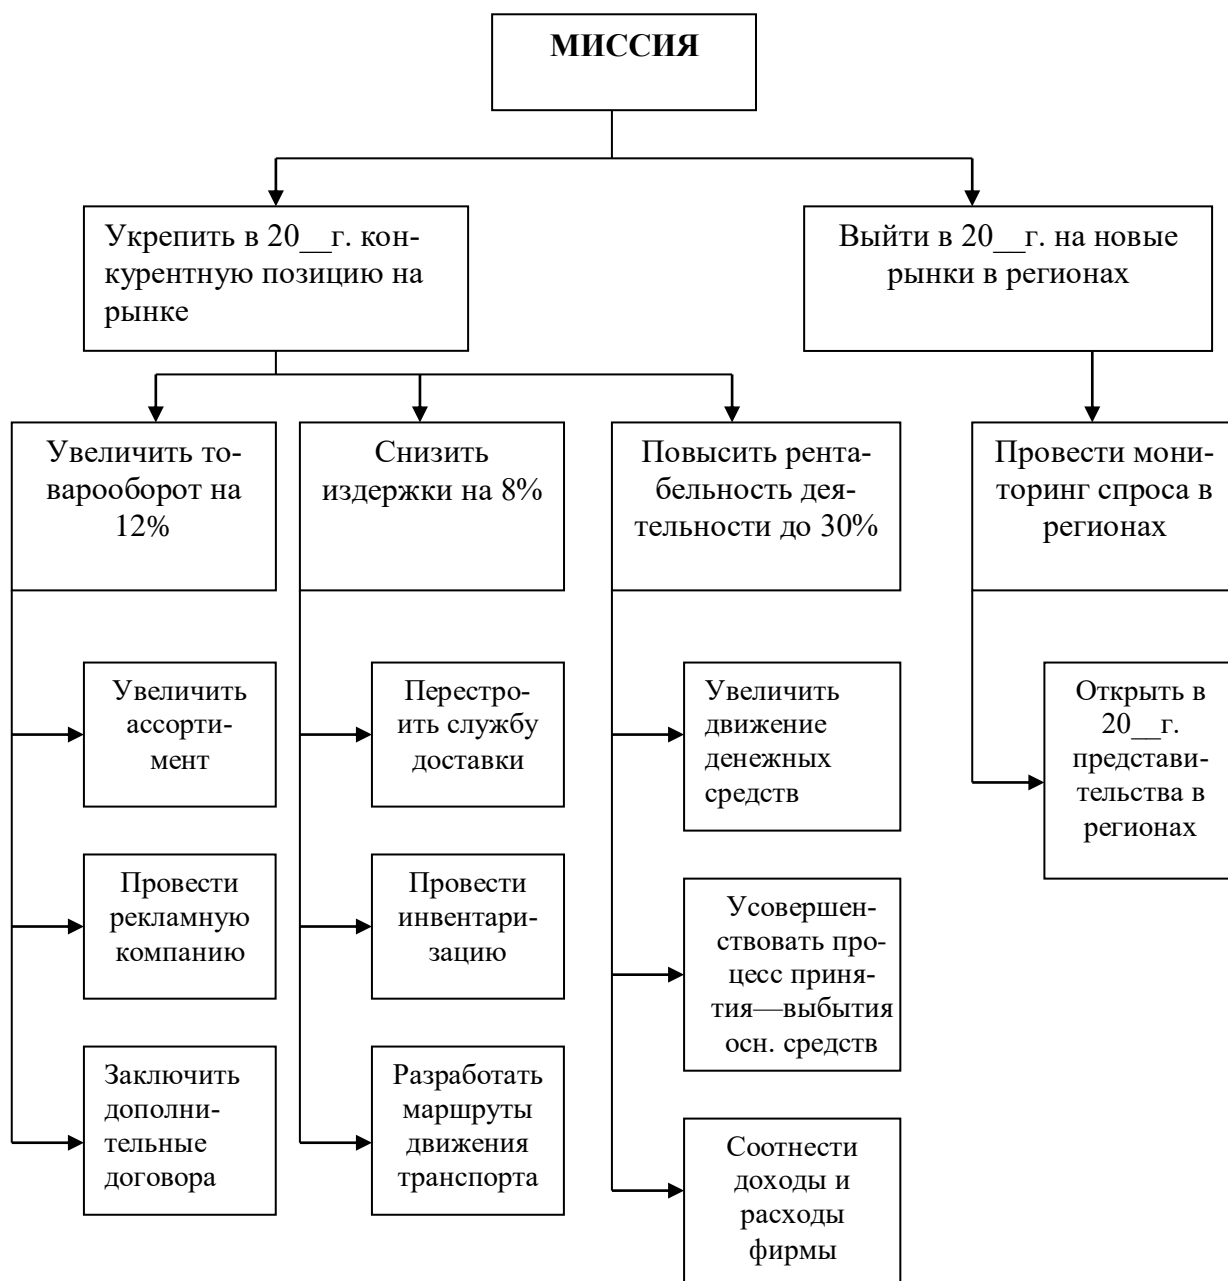 МИССИЯ
Укрепить в 20__г. кон-
курентную позицию на
рынке
Выйти в 20__г. на новые
рынки в регионах
Увеличить то-
варооборот на
12%
Снизить
издержки на 8%
Повысить рента-
бельность дея-
тельности до 30%
Провести мони-
торинг спроса в
регионах
Увеличить
ассорти-
мент
Перестро-
ить службу
доставки
Увеличить
движение
денежных
средств
Открыть в
20__г.
представи-
тельства в
регионах
Провести
рекламную
компанию
Провести
инвентари-
зацию
Усовершен-
ствовать про-
цесс приня-
тия—выбытия
осн. средств
Заключить
дополни-
тельные
договора
Разработать
маршруты
движения
транспорта
Соотнести
доходы и
расходы
фирмы